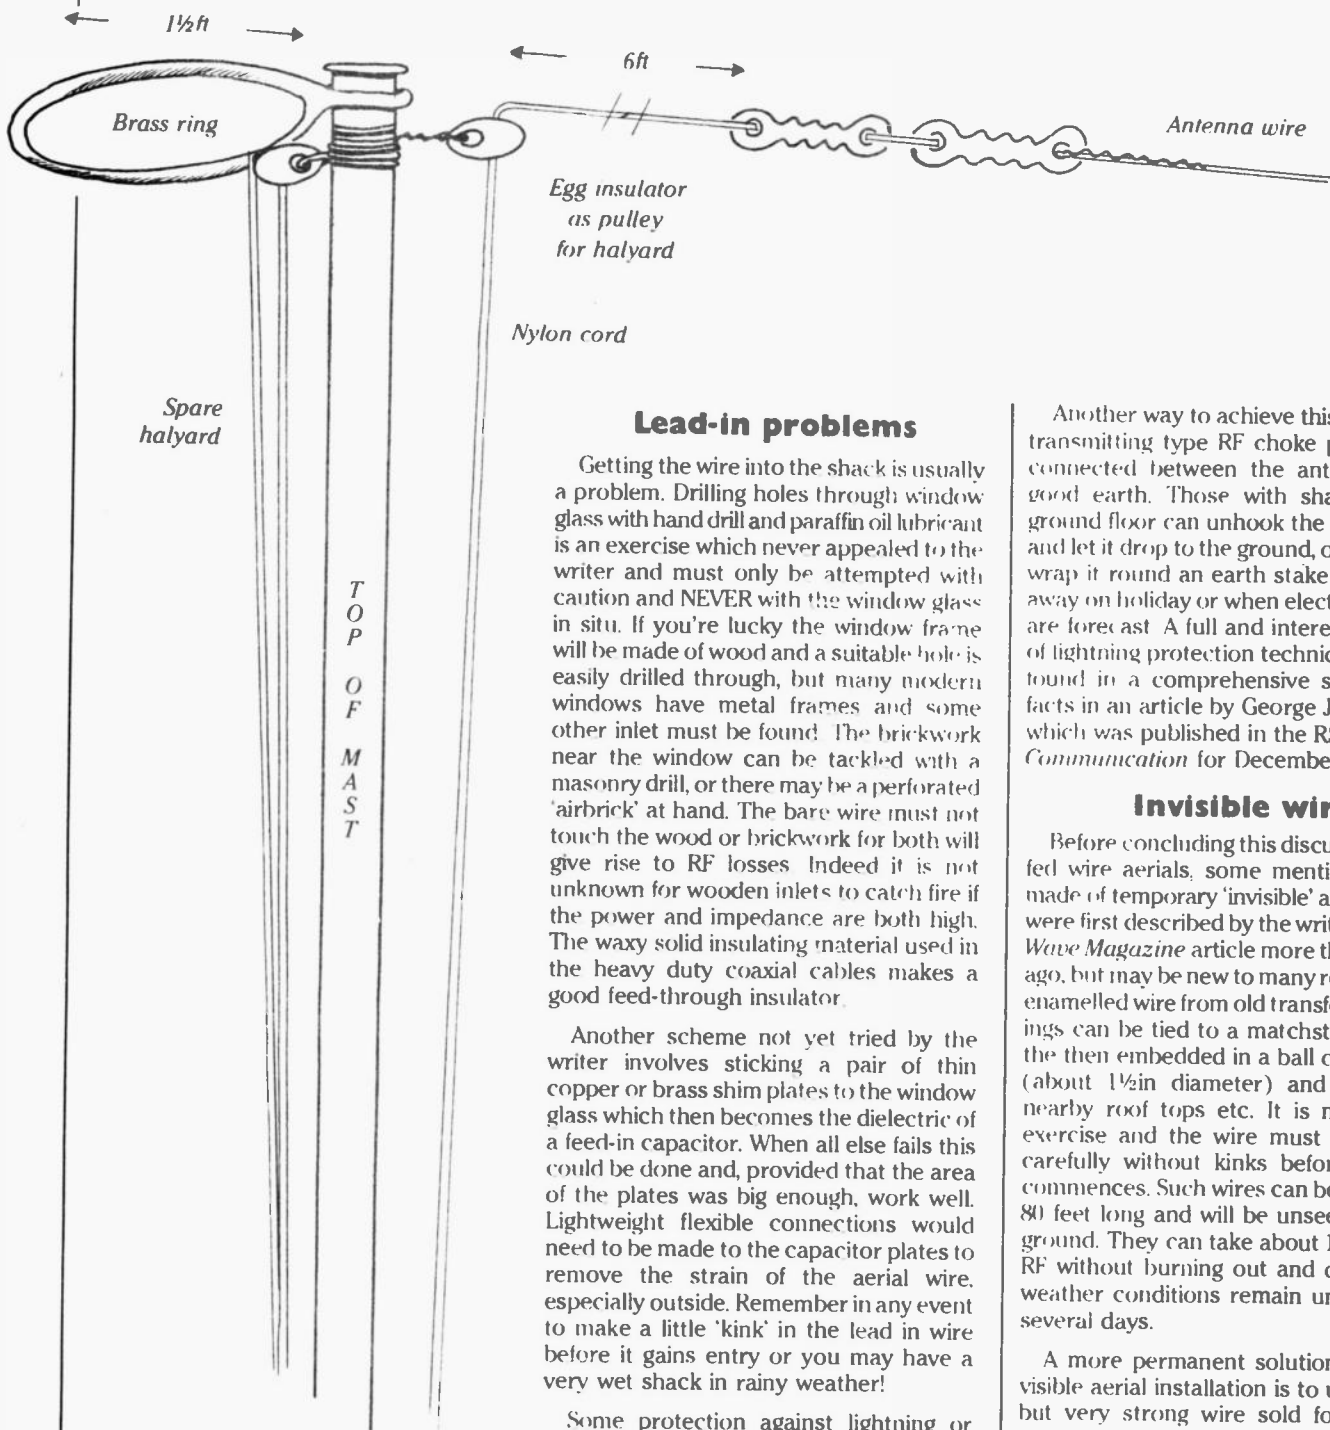 1½ft
6ft
Brass ring
Antenna wire
Egg insulator
as pulley
for halyard
Nylon cord
Spare
halyard
TOP OF MAST
Lead-in problems
Getting the wire into the shack is usually
a problem. Drilling holes through window
glass with hand drill and paraffin oil lubricant
is an exercise which never appealed to the
writer and must only be attempted with
caution and NEVER with the window glass
in situ. If you're lucky the window frame
will be made of wood and a suitable hole is
easily drilled through, but many modern
windows have metal frames and some
other inlet must be found. The brickwork
near the window can be tackled with a
masonry drill, or there may be a perforated
'airbrick' at hand. The bare wire must not
touch the wood or brickwork for both will
give rise to RF losses. Indeed it is not
unknown for wooden inlets to catch fire if
the power and impedance are both high.
The waxy solid insulating material used in
the heavy duty coaxial cables makes a
good feed-through insulator.
Another scheme not yet tried by the
writer involves sticking a pair of thin
copper or brass shim plates to the window
glass which then becomes the dielectric of
a feed-in capacitor. When all else fails this
could be done and, provided that the area
of the plates was big enough, work well.
Lightweight flexible connections would
need to be made to the capacitor plates to
remove the strain of the aerial wire,
especially outside. Remember in any event
to make a little 'kink' in the lead in wire
before it gains entry or you may have a
very wet shack in rainy weather!
Some protection against lightning or
Another way to achieve this
transmitting type RF choke
connected between the
good earth. Those with
ground floor can unhook the
and let it drop to the ground,
wrap it round an earth stake
away on holiday or when
are forecast A full and
of lightning protection
found in a comprehensive
facts in an article by George J
which was published in the
Communication for
Invisible
Before concluding this
fed wire aerials, some
made of temporary 'invisible'
were first described by the
Wave Magazine article more
ago, but may be new to many
enamelled wire from old
ings can be tied to a
the then embedded in a ball
(about 1½in diameter) and
nearby roof tops etc. It is
exercise and the wire must
carefully without kinks
commences. Such wires can
80 feet long and will be
ground. They can take about
RF without burning out and
weather conditions remain
several days.
A more permanent solution
visible aerial installation is to
but very strong wire sold